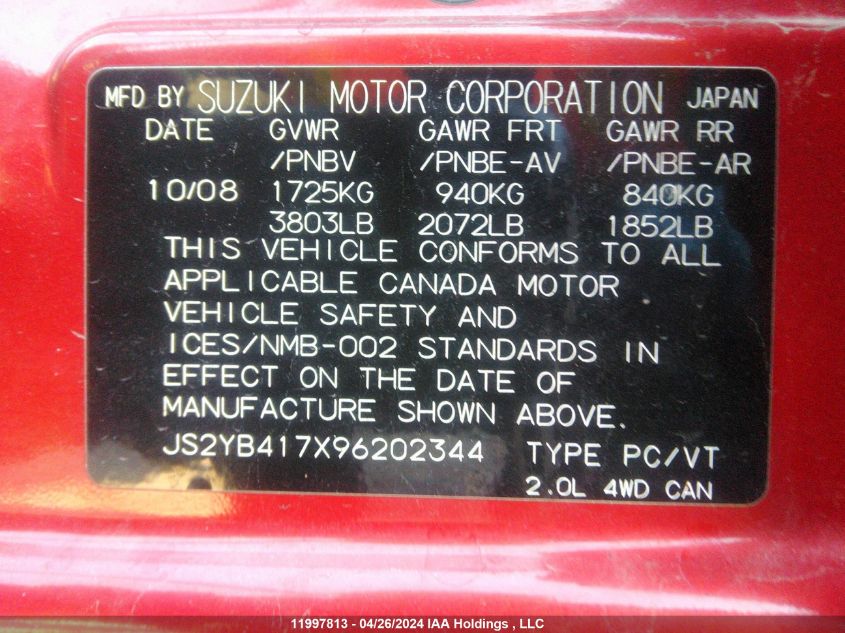 MFD BY SUZUKI MOTOR CORPORATION JAPAN
DATE GVWR GAWR FRT GAWR RR
/PNBV /PNBE-AV /PNBE-AR
10/08 1725KG 940KG 840KG
3803LB 2072LB 1852LB
THIS VEHICLE CONFORMS TO ALL
APPLICABLE CANADA MOTOR
VEHICLE SAFETY AND
ICES/NMB-002 STANDARDS IN
EFFECT ON THE DATE OF
MANUFACTURE SHOWN ABOVE.
JS2YB417X96202344 TYPE PC/VT
2.0L 4WD CAN
11997813 - 04/26/2024 IAA Holdings , LLC